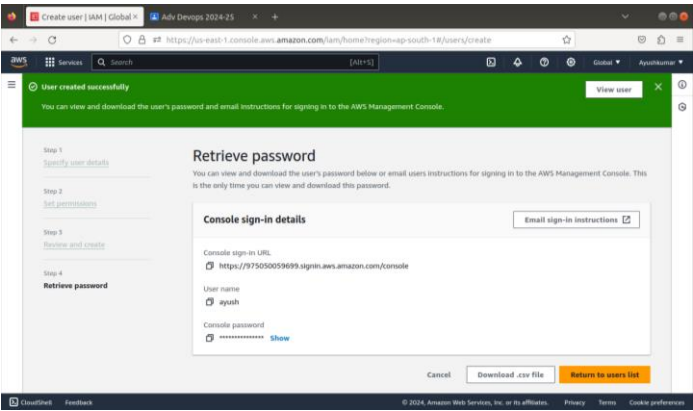 Create user | IAM | Global
Adv Devops 2024-25
https://us-east-1.console.aws.amazon.com/iam/home?region=ap-south-1#/users/create
aws
Services
Search
[Alt+S]
Global
Ayushkumar
User created successfully
You can view and download the user's password and email instructions for signing in to the AWS Management Console.
View user
Step 1
Specify user details
Step 2
Set permissions
Step 3
Review and create
Step 4
Retrieve password
Retrieve password
You can view and download the user's password below or email users instructions for signing in to the AWS Management Console. This
is the only time you can view and download this password.
Console sign-in details
Email sign-in instructions
Console sign-in URL
https://975050059699.signin.aws.amazon.com/console
User name
ayush
Console password
*************** Show
Cancel
Download .csv file
Return to users list
CloudShell
Feedback
© 2024, Amazon Web Services, Inc. or its affiliates.
Privacy
Terms
Cookie preferences